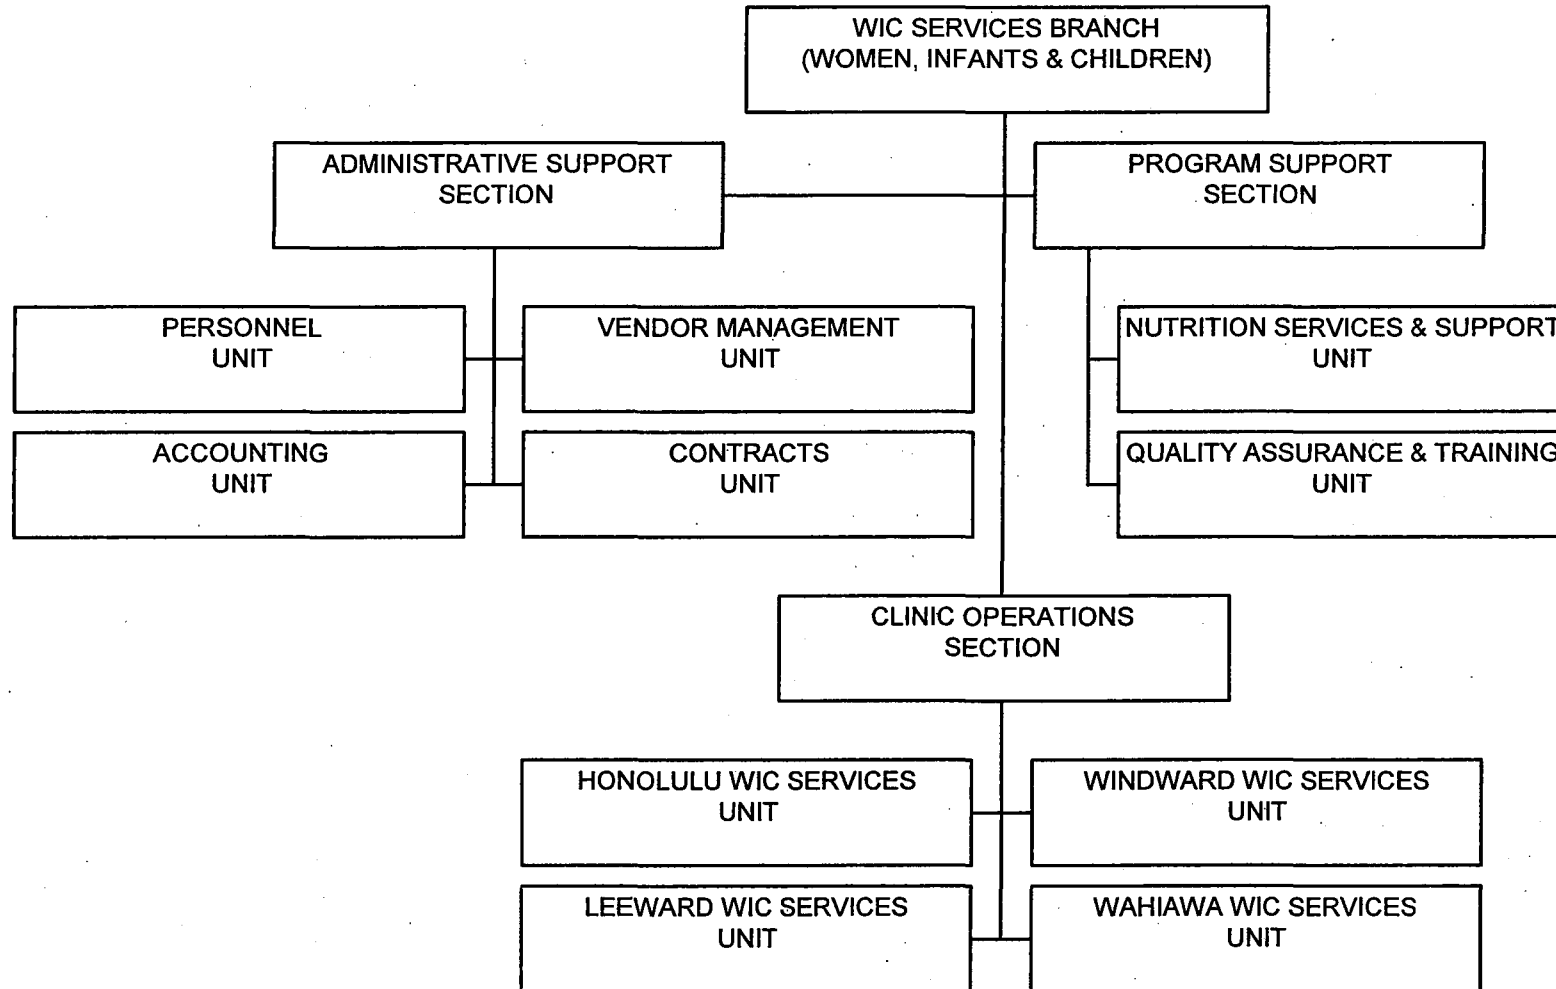 WIC SERVICES BRANCH
(WOMEN, INFANTS & CHILDREN)
ADMINISTRATIVE SUPPORT
SECTION
PROGRAM SUPPORT
SECTION
PERSONNEL
UNIT
VENDOR MANAGEMENT
UNIT
NUTRITION SERVICES & SUPPORT
UNIT
ACCOUNTING
UNIT
CONTRACTS
UNIT
QUALITY ASSURANCE & TRAINING
UNIT
CLINIC OPERATIONS
SECTION
HONOLULU WIC SERVICES
UNIT
WINDWARD WIC SERVICES
UNIT
LEEWARD WIC SERVICES
UNIT
WAHIAWA WIC SERVICES
UNIT